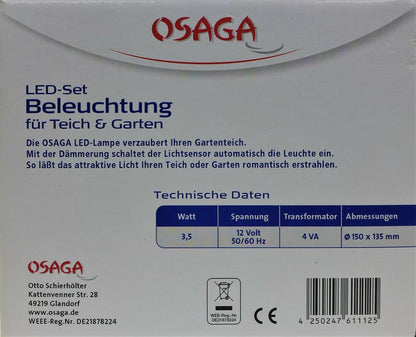 OSAGA
LED-Set
Beleuchtung
für Teich & Garten
Die OSAGA LED-Lampe verzaubert Ihren Gartenteich.
Mit der Dämmerung schaltet der Lichtsensor automatisch die Leuchte ein.
So läßt das attraktive Licht Ihren Teich oder Garten romantisch erstrahlen.
Technische Daten
Watt Spannung Transformator Abmessungen
3,5 12 Volt 50/60 Hz 4 VA Ø 150 x 135 mm
OSAGA
Otto Schierhölter
Kattenvenner Str. 28
49219 Glandorf
www.osaga.de
WEEE-Reg.Nr. DE21878224
WEE-Reg.-Nr.
DE21878224
CE
4 250247 611125